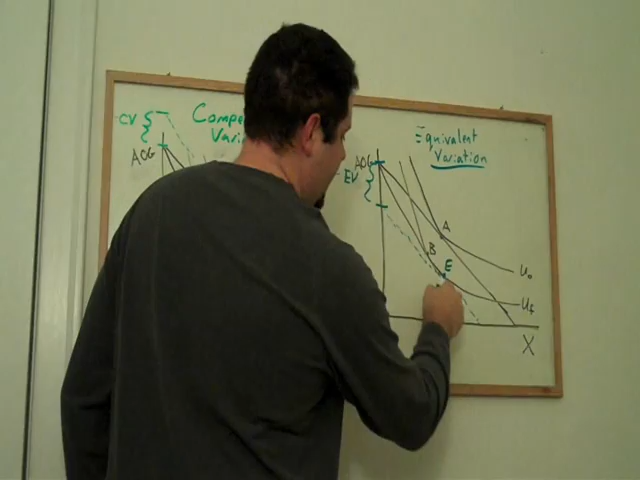 Compe
Vari
CV
AOG
Equivalent
Variation
AOG
EV
A
B
E
U₀
Uf
X